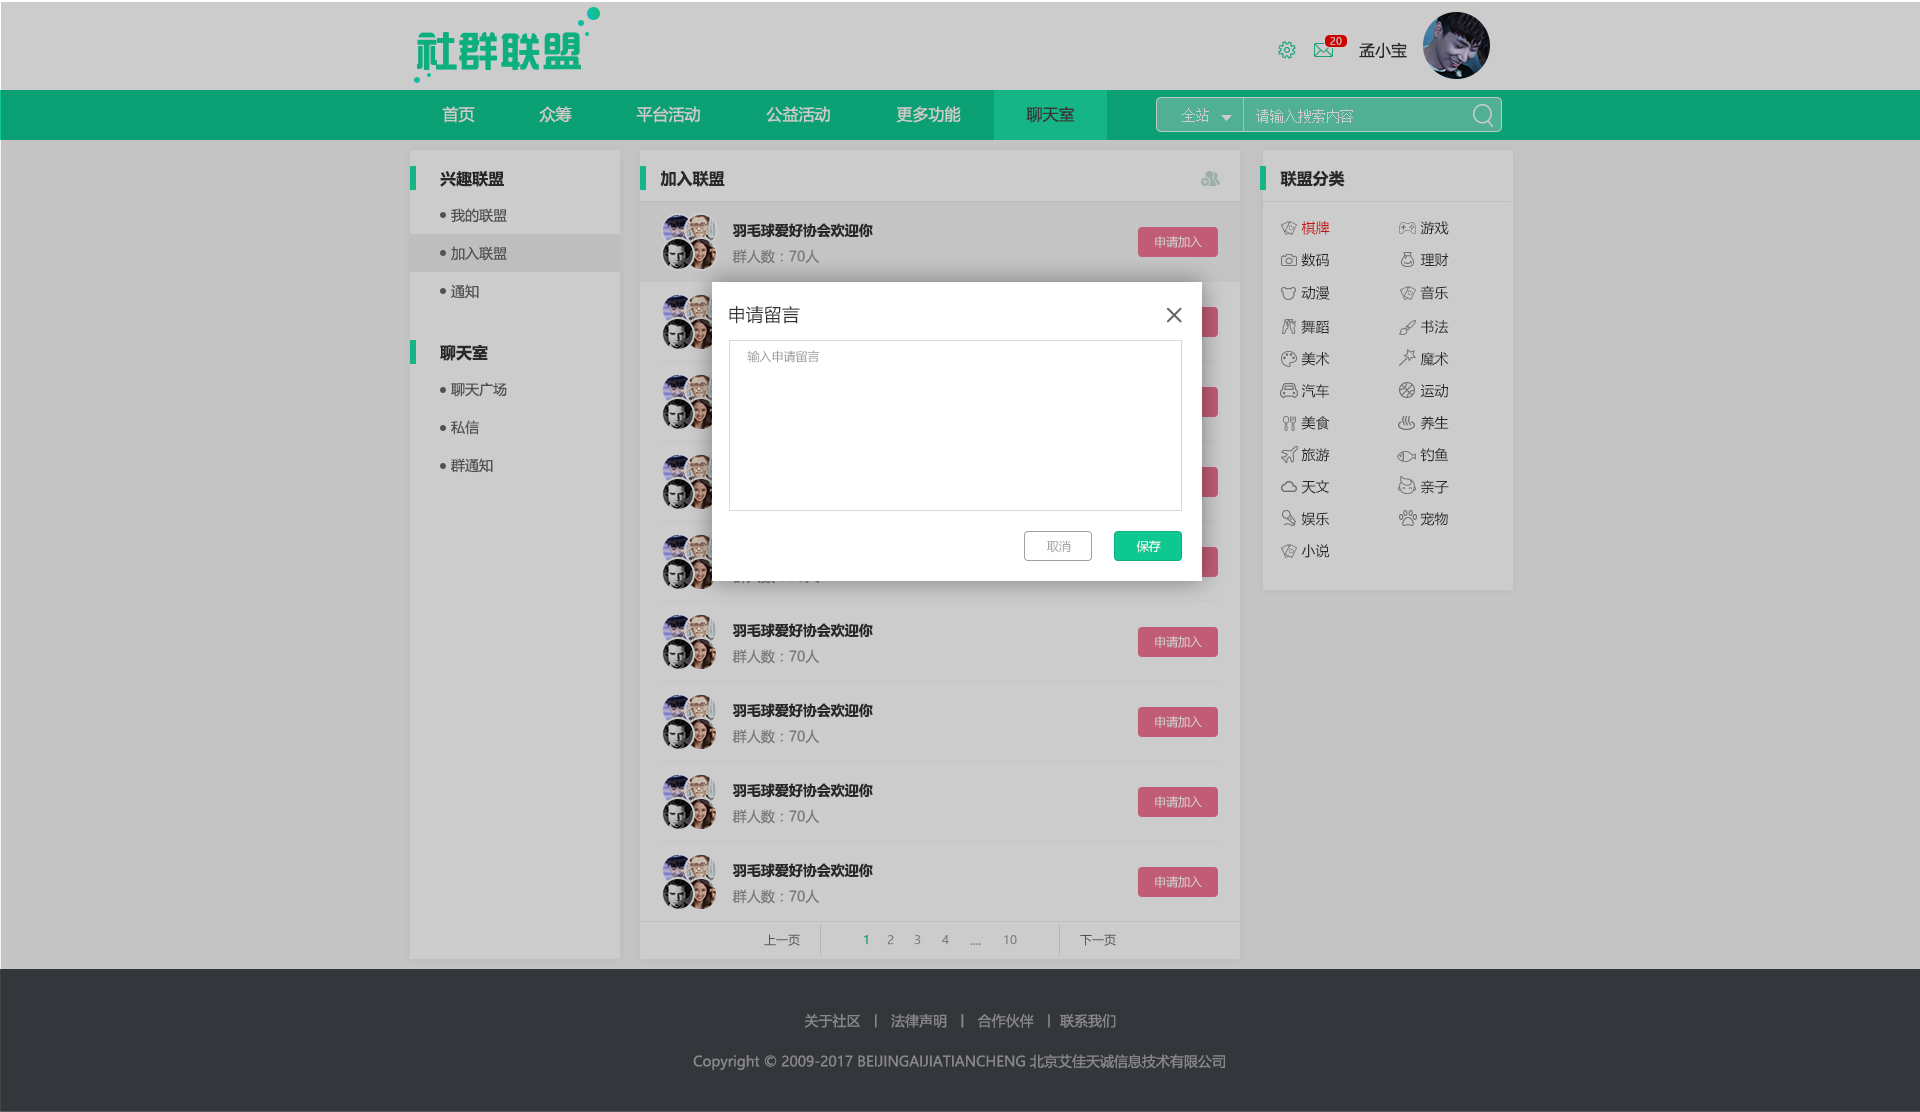 社群联盟
20
孟小宝
首页 众筹 平台活动 公益活动 更多功能 聊天室 全站 请输入搜索内容
兴趣联盟
我的联盟
加入联盟
通知
聊天室
聊天广场
私信
群通知
加入联盟
羽毛球爱好协会欢迎你
群人数：70人
申请加入
申请留言
输入申请留言
取消 保存
羽毛球爱好协会欢迎你
群人数：70人
申请加入
羽毛球爱好协会欢迎你
群人数：70人
申请加入
羽毛球爱好协会欢迎你
群人数：70人
申请加入
羽毛球爱好协会欢迎你
群人数：70人
申请加入
上一页 1 2 3 4 .... 10 下一页
联盟分类
棋牌 游戏
数码 理财
动漫 音乐
舞蹈 书法
美术 魔术
汽车 运动
美食 养生
旅游 钓鱼
天文 亲子
娱乐 宠物
小说
关于社区 | 法律声明 | 合作伙伴 | 联系我们
Copyright © 2009-2017 BEIJINGAIJIATIANCHENG 北京艾佳天诚信息技术有限公司